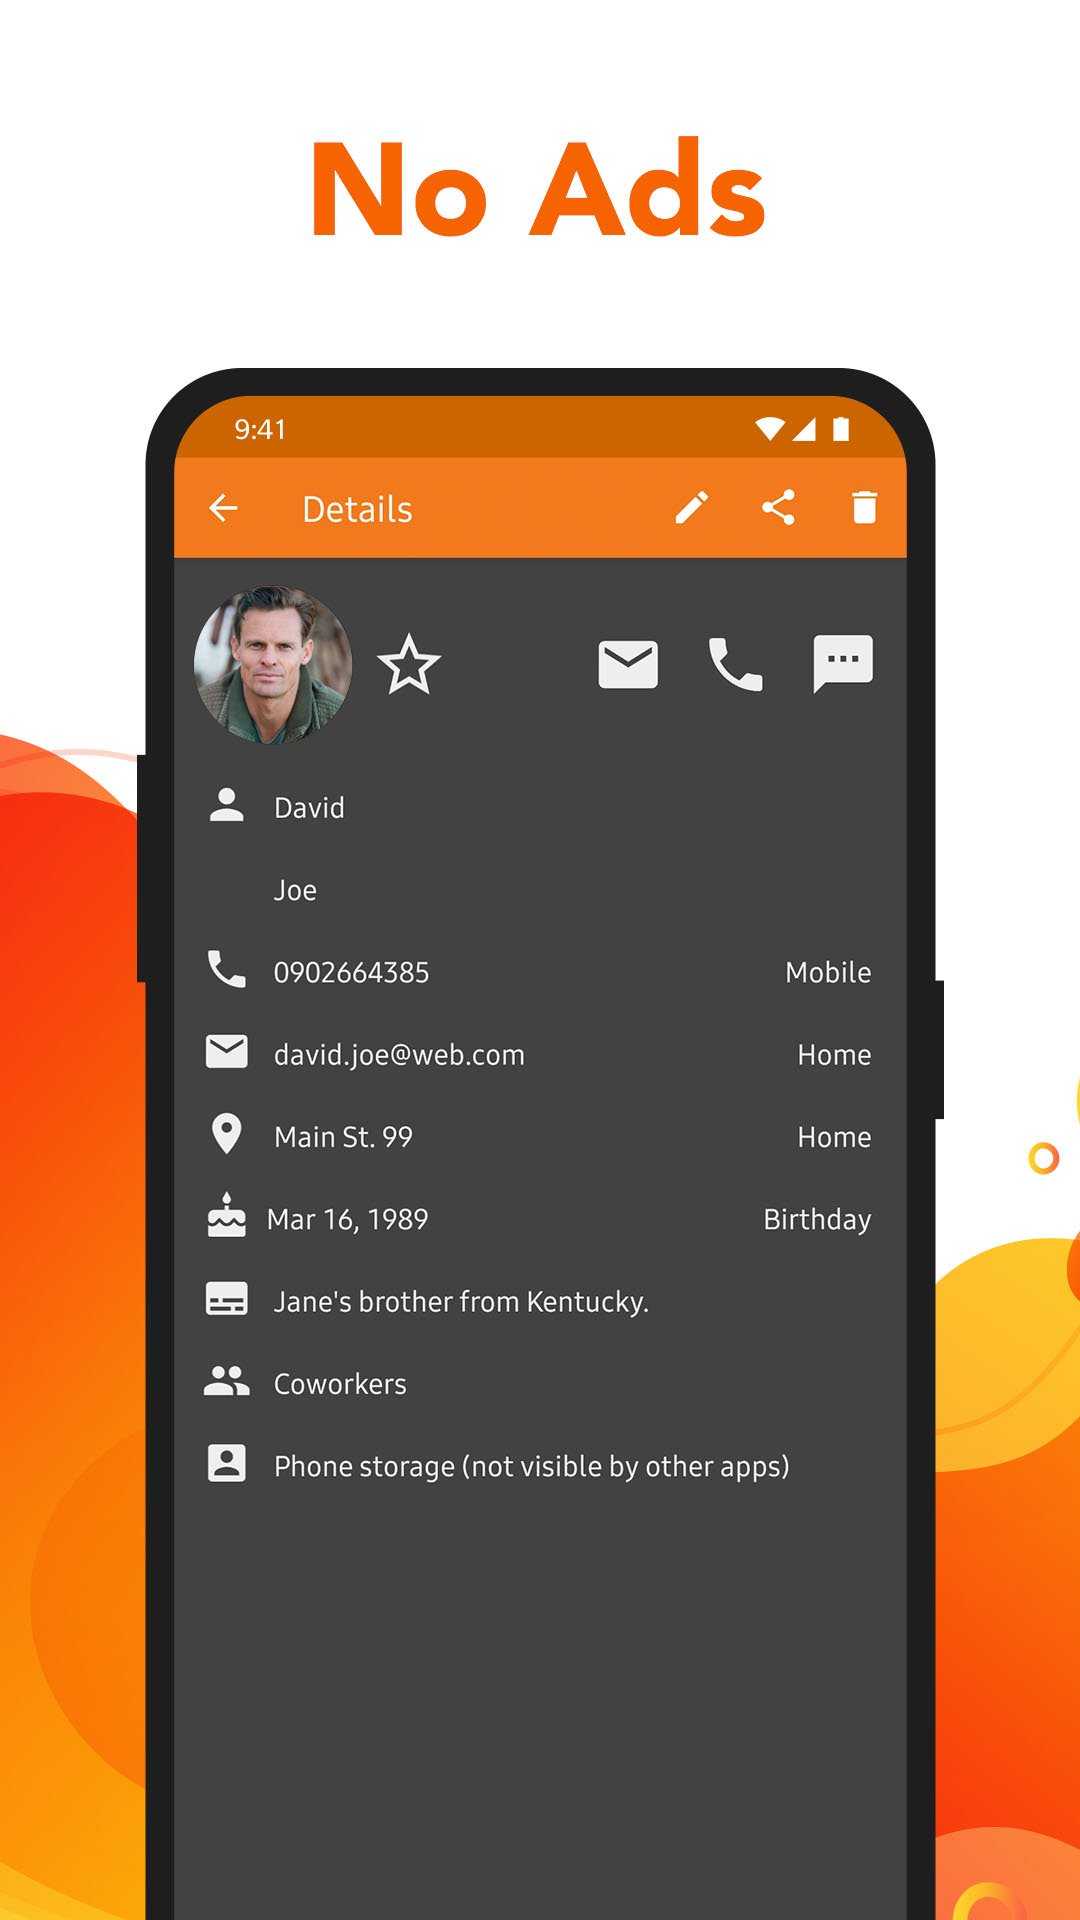 No Ads
9:41
Details
David
Joe
0902664385 Mobile
david.joe@web.com Home
Main St. 99 Home
Mar 16, 1989 Birthday
Jane's brother from Kentucky.
Coworkers
Phone storage (not visible by other apps)